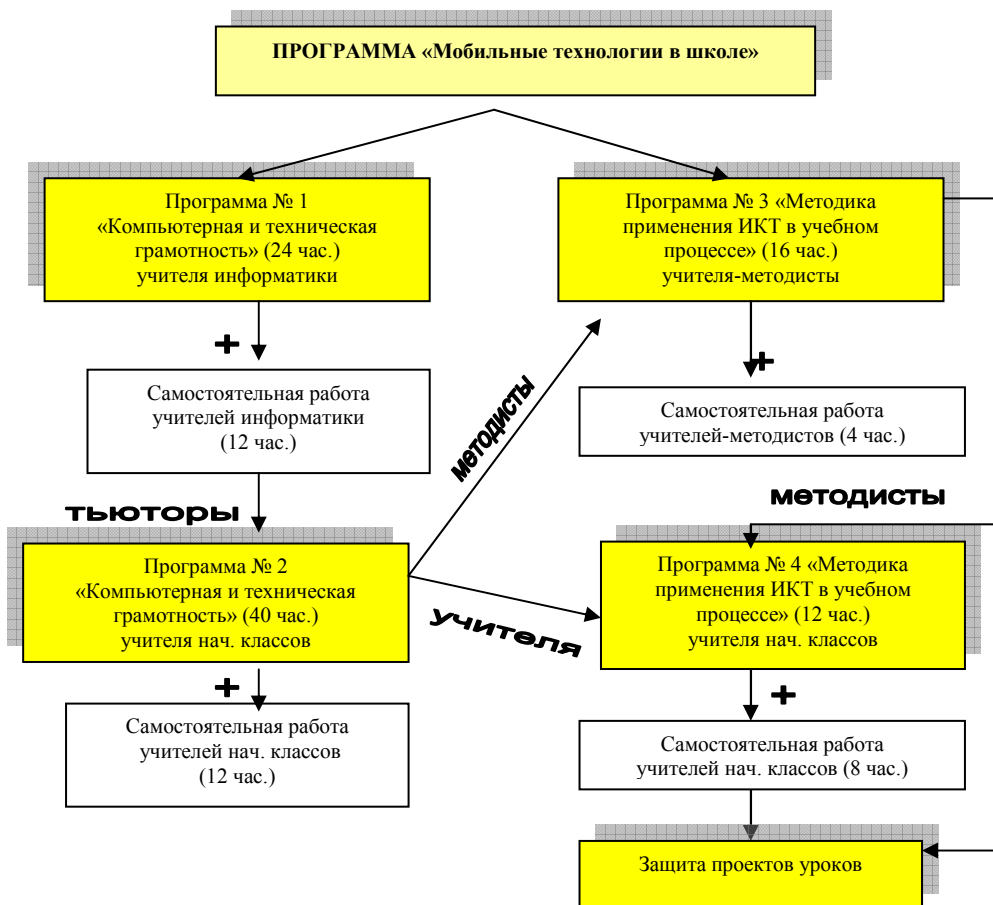 ПРОГРАММА «Мобильные технологии в школе»
Программа № 1
«Компьютерная и техническая
грамотность» (24 час.)
учителя информатики
Программа № 3 «Методика
применения ИКТ в учебном
процессе» (16 час.)
учителя-методисты
+
+
Самостоятельная работа
учителей информатики
(12 час.)
методисты
Самостоятельная работа
учителей-методистов (4 час.)
тьюторы
методисты
Программа № 2
«Компьютерная и техническая
грамотность» (40 час.)
учителя нач. классов
учителя
Программа № 4 «Методика
применения ИКТ в учебном
процессе» (12 час.)
учителя нач. классов
+
+
Самостоятельная работа
учителей нач. классов
(12 час.)
Самостоятельная работа
учителей нач. классов (8 час.)
Защита проектов уроков